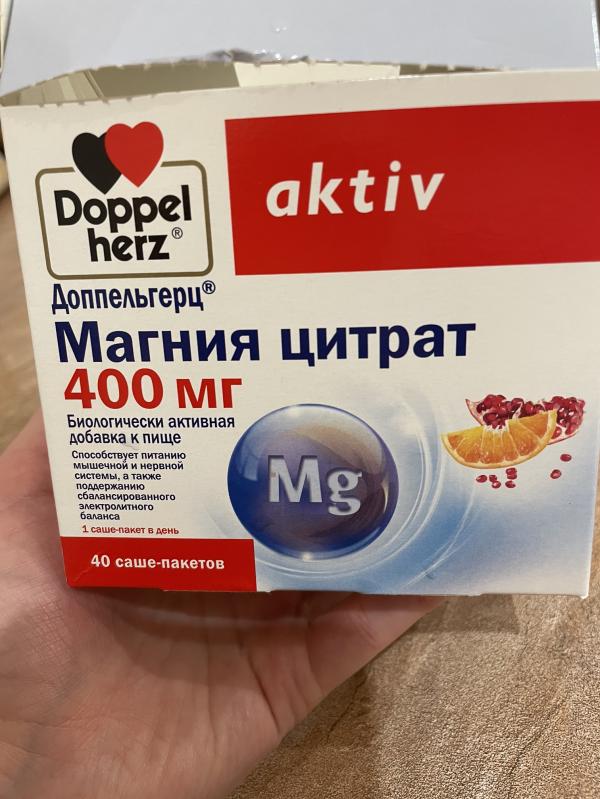 Doppel
herz®
aktiv
Доппельгерц®
Магния цитрат
400 мг
Биологически активная
добавка к пище
Способствует питанию
мышечной и нервной
системы, а также
поддержанию
сбалансированного
электролитного
баланса
1 саше-пакет в день
40 саше-пакетов
Mg